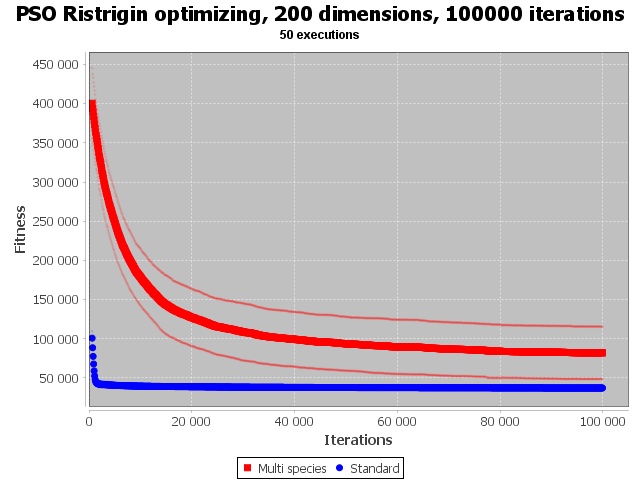 PSO Ristrigin optimizing, 200 dimensions, 100000 iterations
50 executions
Fitness
450 000
400 000
350 000
300 000
250 000
200 000
150 000
100 000
50 000
0 20 000 40 000 60 000 80 000 100 000
Iterations
Multi species Standard